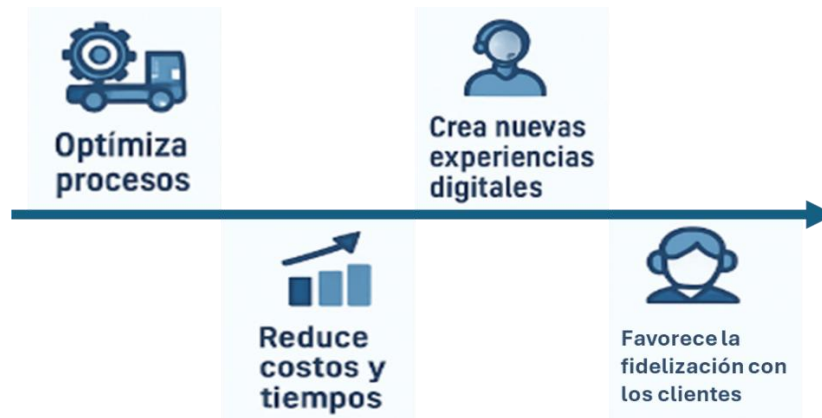 Optímiza
procesos
Reduce
costos y
tiempos
Crea nuevas
experiencias
digitales
Favorece la
fidelización con
los clientes